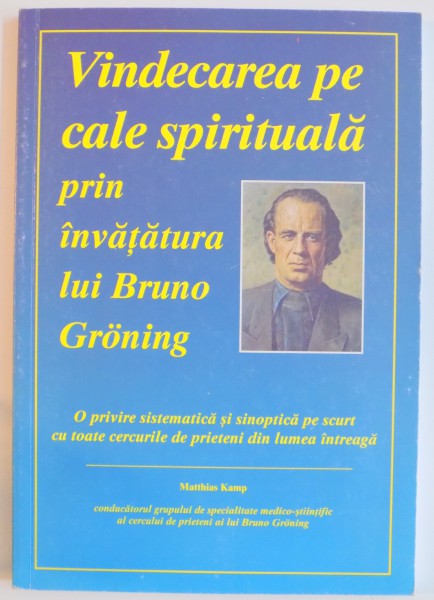 Vindecarea pe
cale spirituală
prin
învățătura
lui Bruno
Gröning
O privire sistematică și sinoptică pe scurt
cu toate cercurile de prieteni din lumea întreagă
Matthias Kamp
conducătorul grupului de specialitate medico-științific
al cercului de prieteni ai lui Bruno Gröning